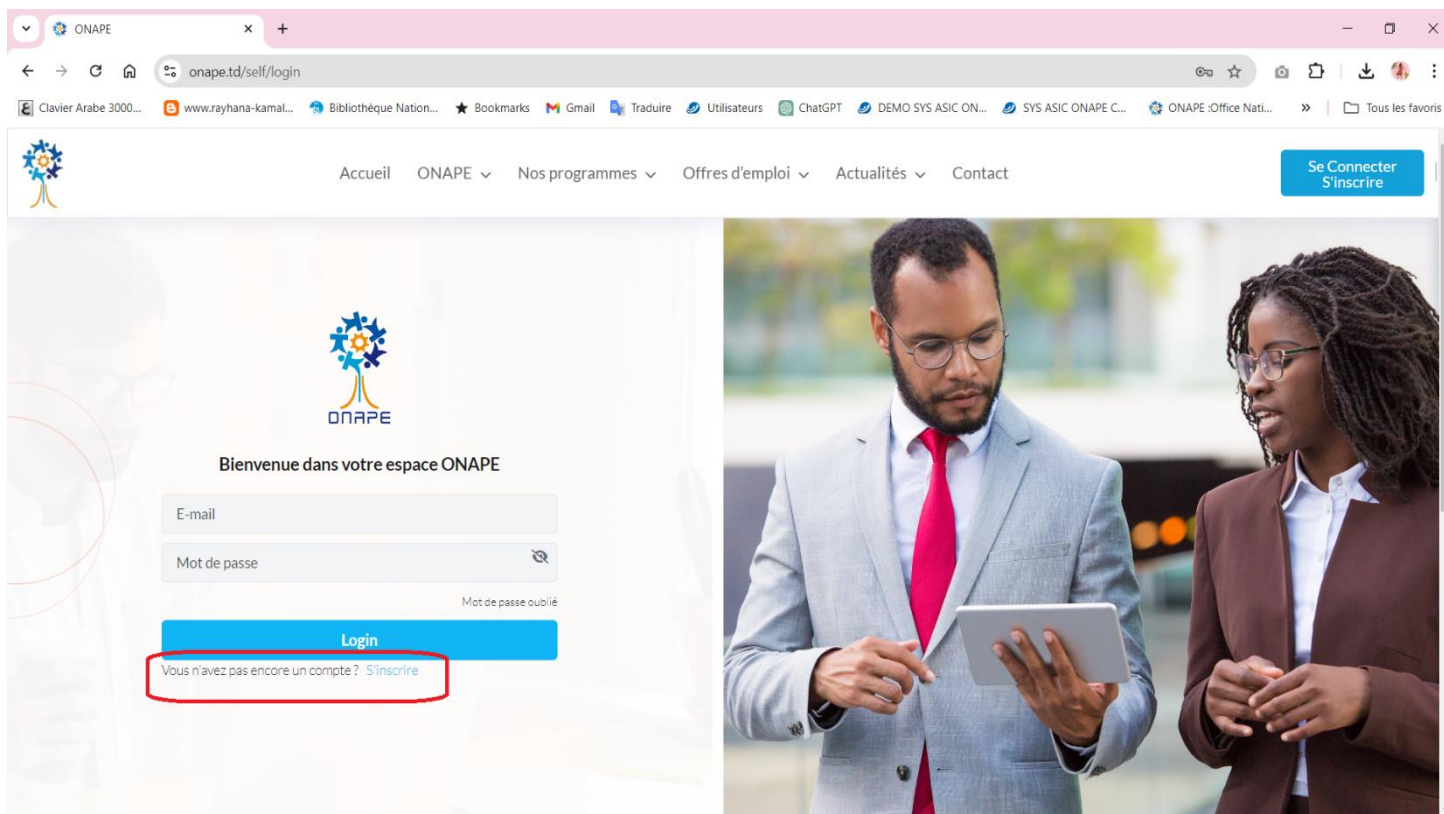 ONAPE
onape.td/self/login
Clavier Arabe 3000... www.rayhana-kamal... Bibliothèque Nation... Bookmarks Gmail Traduire Utilisateurs ChatGPT DEMO SYS ASIC ON... SYS ASIC ONAPE C... ONAPE :Office Nati... » Tous les favoris
Accueil ONAPE Nos programmes Offres d'emploi Actualités Contact
Se Connecter
S'inscrire
ONAPE
Bienvenue dans votre espace ONAPE
E-mail
Mot de passe
Mot de passe oublié
Login
Vous n'avez pas encore un compte ? S'inscrire